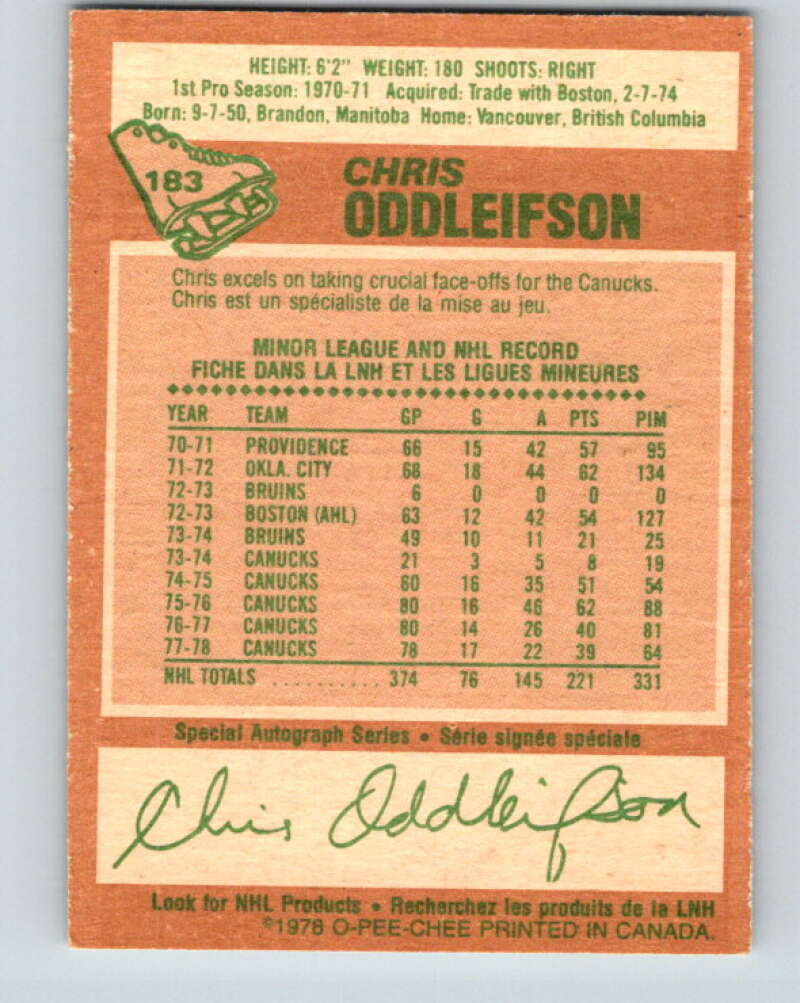 HEIGHT: 6'2" WEIGHT: 180 SHOOTS: RIGHT
1st Pro Season: 1970-71 Acquired: Trade with Boston, 2-7-74
Born: 9-7-50, Brandon, Manitoba Home: Vancouver, British Columbia
183
CHRIS
ODDLEIFSON
Chris excels on taking crucial face-offs for the Canucks.
Chris est un spécialiste de la mise au jeu.
MINOR LEAGUE AND NHL RECORD
FICHE DANS LA LNH ET LES LIGUES MINEURES
YEAR TEAM GP G A PTS PIM
70-71 PROVIDENCE 66 15 42 57 95
71-72 OKLA. CITY 68 18 44 62 134
72-73 BRUINS 6 0 0 0 0
72-73 BOSTON (AHL) 63 12 42 54 127
73-74 BRUINS 49 10 11 21 25
73-74 CANUCKS 21 3 5 8 19
74-75 CANUCKS 60 16 35 51 54
75-76 CANUCKS 80 16 46 62 88
76-77 CANUCKS 80 14 26 40 81
77-78 CANUCKS 78 17 22 39 64
NHL TOTALS .......... 374 76 145 221 331
Special Autograph Series • Série signée spéciale
Chris Oddleifson
Look for NHL Products • Recherchez les produits de la LNH
©1978 O-PEE-CHEE PRINTED IN CANADA.